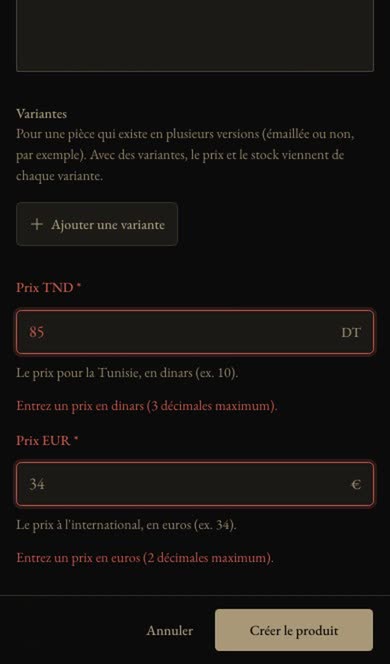 Variantes
Pour une pièce qui existe en plusieurs versions (émaillée ou non,
par exemple). Avec des variantes, le prix et le stock viennent de
chaque variante.
+ Ajouter une variante
Prix TND *
85 DT
Le prix pour la Tunisie, en dinars (ex. 10).
Entrez un prix en dinars (3 décimales maximum).
Prix EUR *
34 €
Le prix à l'international, en euros (ex. 34).
Entrez un prix en euros (2 décimales maximum).
Annuler Créer le produit